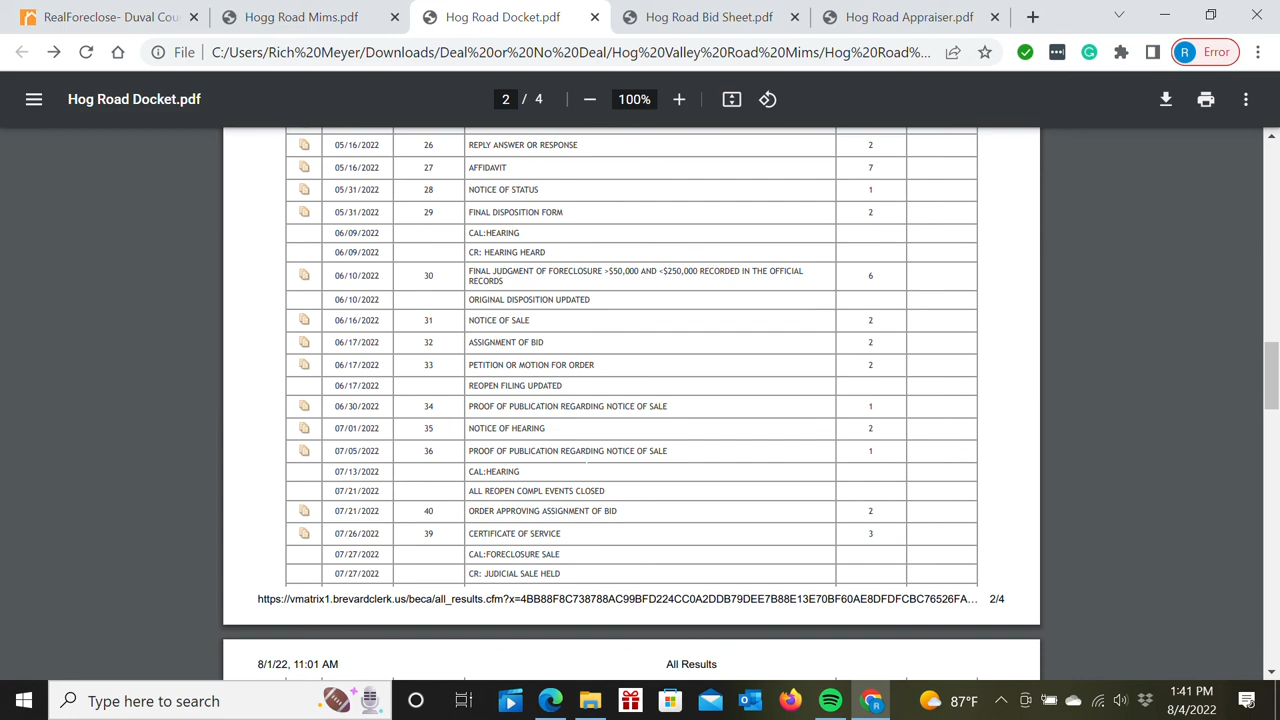 RealForeclose- Duval Cou
Hogg Road Mims.pdf
Hog Road Docket.pdf
Hog Road Bid Sheet.pdf
Hog Road Appraiser.pdf
File C:/Users/Rich%20Meyer/Downloads/Deal%20or%20No%20Deal/Hog%20Valley%20Road%20Mims/Hog%20Road%... R Error
Hog Road Docket.pdf 2 / 4 100%
05/16/2022 26 REPLY ANSWER OR RESPONSE 2
05/16/2022 27 AFFIDAVIT 7
05/31/2022 28 NOTICE OF STATUS 1
05/31/2022 29 FINAL DISPOSITION FORM 2
06/09/2022 CAL:HEARING
06/09/2022 CR: HEARING HEARD
06/10/2022 30 FINAL JUDGMENT OF FORECLOSURE >$50,000 AND <$250,000 RECORDED IN THE OFFICIAL
RECORDS 6
06/10/2022 ORIGINAL DISPOSITION UPDATED
06/16/2022 31 NOTICE OF SALE 2
06/17/2022 32 ASSIGNMENT OF BID 2
06/17/2022 33 PETITION OR MOTION FOR ORDER 2
06/17/2022 REOPEN FILING UPDATED
06/30/2022 34 PROOF OF PUBLICATION REGARDING NOTICE OF SALE 1
07/01/2022 35 NOTICE OF HEARING 2
07/05/2022 36 PROOF OF PUBLICATION REGARDING NOTICE OF SALE 1
07/13/2022 CAL:HEARING
07/21/2022 ALL REOPEN COMPL EVENTS CLOSED
07/21/2022 40 ORDER APPROVING ASSIGNMENT OF BID 2
07/26/2022 39 CERTIFICATE OF SERVICE 3
07/27/2022 CAL:FORECLOSURE SALE
07/27/2022 CR: JUDICIAL SALE HELD
https://vmatrix1.brevardclerk.us/beca/all_results.cfm?x=4BB88F8C738788AC99BFD224CC0A2DDB79DEE7B88E13E70BF60AE8DFDFCBC76526FA... 2/4
8/1/22, 11:01 AM All Results
Type here to search 87°F 1:41 PM
8/4/2022